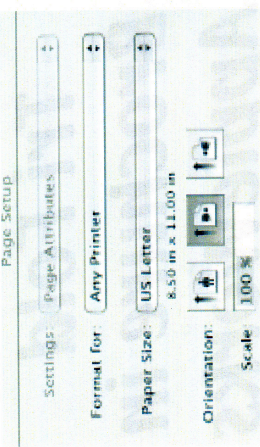 Page Setup
Settings: Page Attributes
Format for: Any Printer
Paper Size: US Letter
8.50 in x 11.00 in
Orientation:
Scale: 100 %